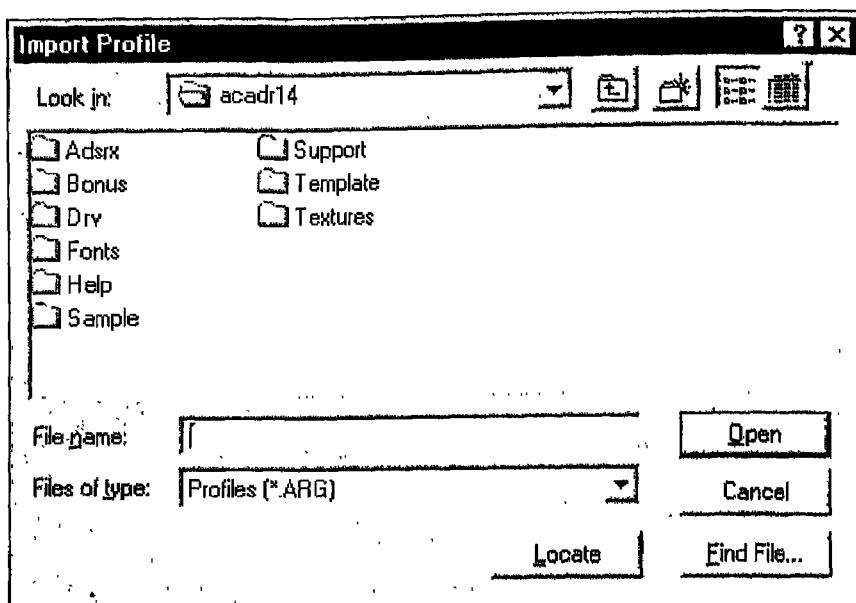 Import Profile
Look in: acadr14
Adsrx Support
Bonus Template
Drv Textures
Fonts
Help
Sample
File name: Open
Files of type: Profiles (*.ARG) Cancel
Locate Find File...